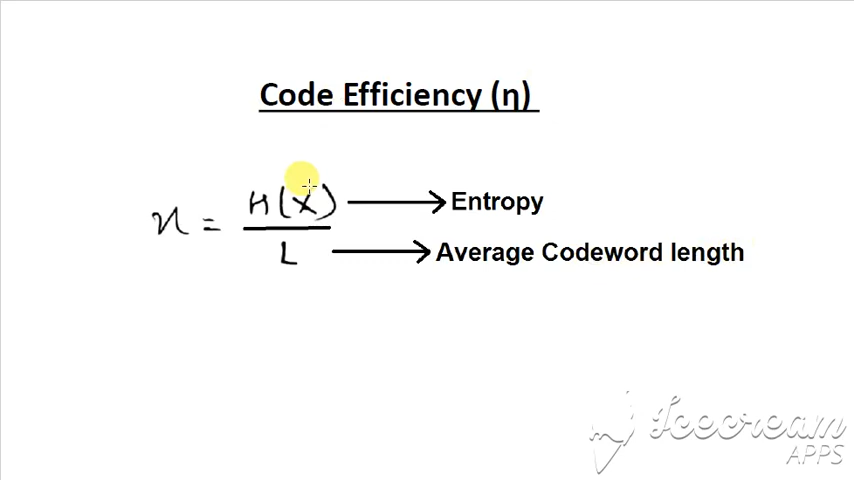 Code Efficiency (η)
η = H(X) / L
Entropy
Average Codeword length
Icecream
APPS